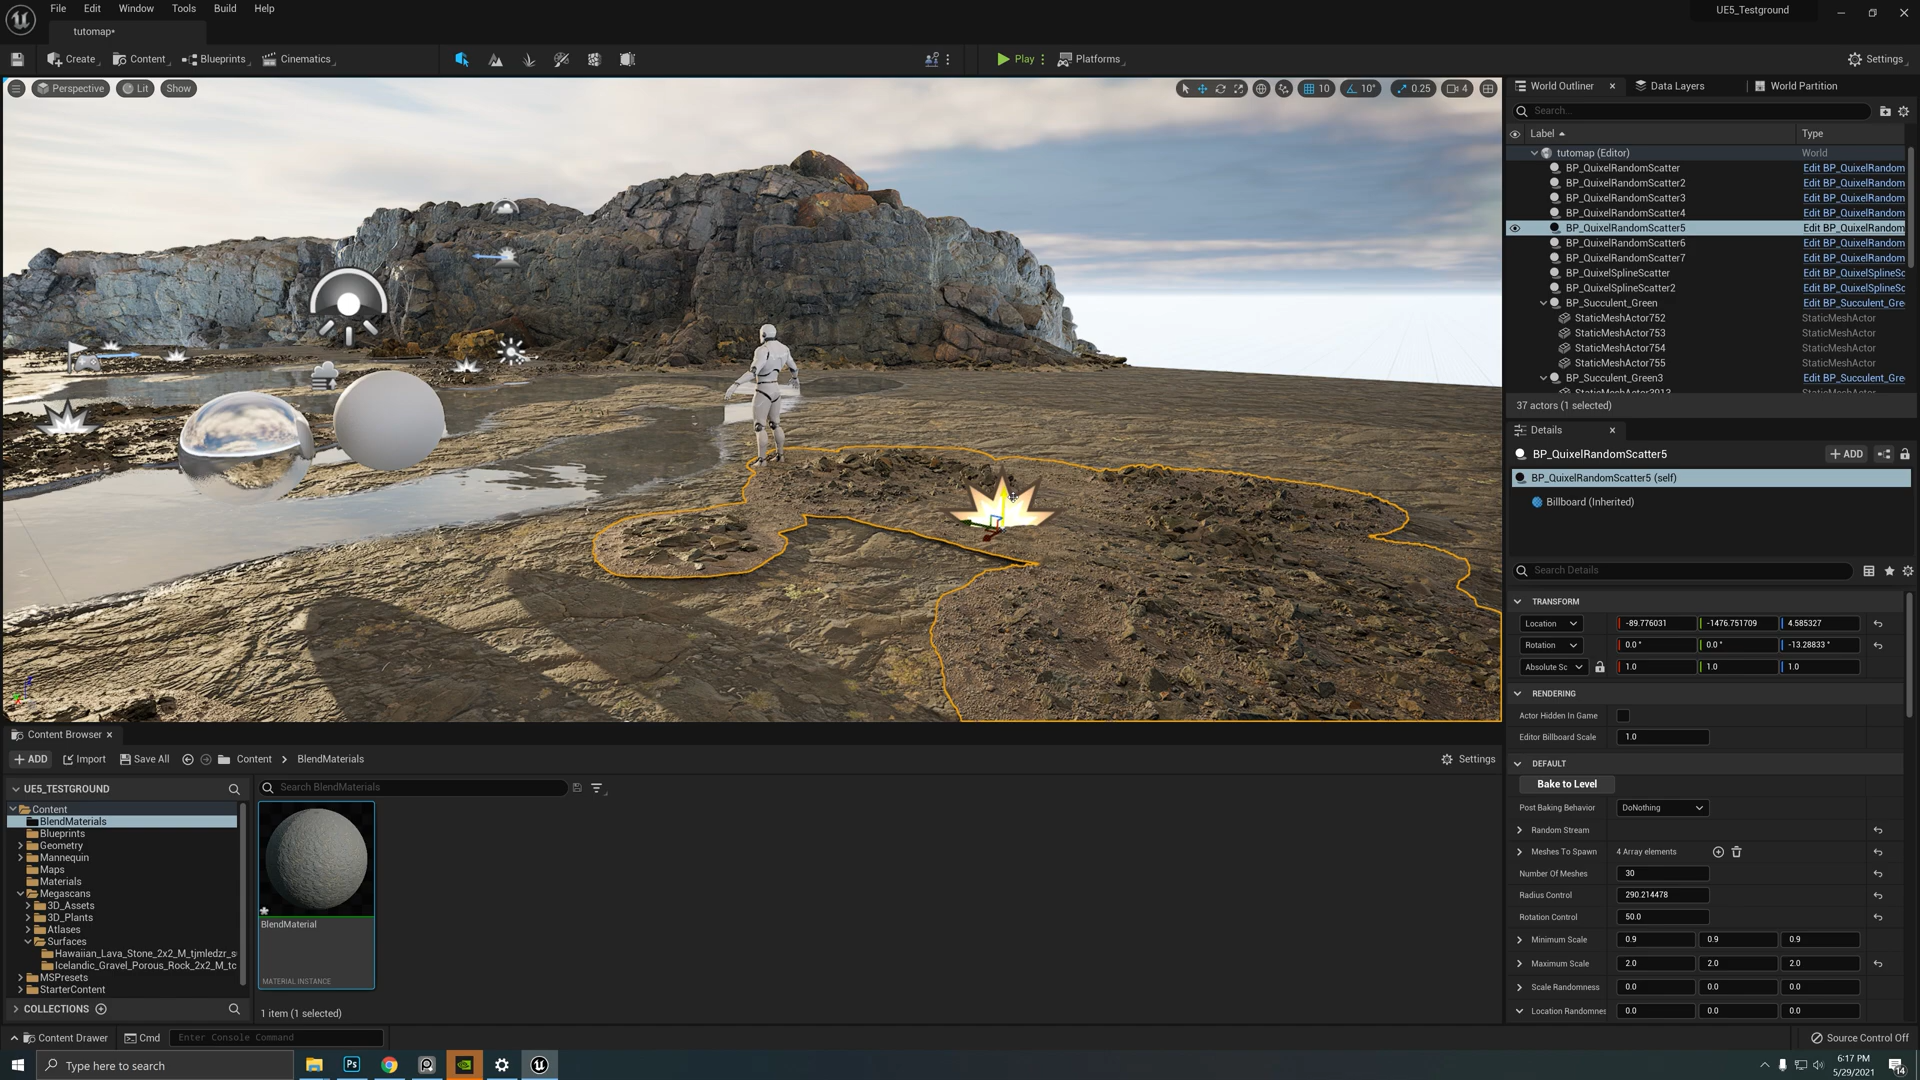 File Edit Window Tools Build Help
UE5_Testground
tutomap*
Create Content Blueprints Cinematics Play Platforms Settings
Perspective Lit Show
10 10° 0.25 4
World Outliner Data Layers World Partition
Search...
Label Type
tutomap (Editor) World
BP_QuixelRandomScatter Edit BP_QuixelRandom
BP_QuixelRandomScatter2 Edit BP_QuixelRandom
BP_QuixelRandomScatter3 Edit BP_QuixelRandom
BP_QuixelRandomScatter4 Edit BP_QuixelRandom
BP_QuixelRandomScatter5 Edit BP_QuixelRandom
BP_QuixelRandomScatter6 Edit BP_QuixelRandom
BP_QuixelRandomScatter7 Edit BP_QuixelRandom
BP_QuixelSplineScatter Edit BP_QuixelSplineSc
BP_QuixelSplineScatter2 Edit BP_QuixelSplineSc
BP_Succulent_Green Edit BP_Succulent_Gre
StaticMeshActor752 StaticMeshActor
StaticMeshActor753 StaticMeshActor
StaticMeshActor754 StaticMeshActor
StaticMeshActor755 StaticMeshActor
BP_Succulent_Green3 Edit BP_Succulent_Gre
37 actors (1 selected)
Details
BP_QuixelRandomScatter5 ADD
BP_QuixelRandomScatter5 (self)
Billboard (Inherited)
Search Details
TRANSFORM
Location -89.776031 -1476.751709 4.585327
Rotation 0.0 ° 0.0 ° -13.28833 °
Absolute Sc 1.0 1.0 1.0
RENDERING
Actor Hidden In Game
Editor Billboard Scale 1.0
DEFAULT
Bake to Level
Post Baking Behavior DoNothing
Random Stream
Meshes To Spawn 4 Array elements
Number Of Meshes 30
Radius Control 290.214478
Rotation Control 50.0
Minimum Scale 0.9 0.9 0.9
Maximum Scale 2.0 2.0 2.0
Scale Randomness 0.0 0.0 0.0
Location Randomnes 0.0 0.0 0.0
Content Browser
ADD Import Save All Content BlendMaterials Settings
UE5_TESTGROUND
Search BlendMaterials
Content
BlendMaterials
Blueprints
Geometry
Mannequin
Maps
Materials
Megascans
3D_Assets
3D_Plants
Atlases
Surfaces
Hawaiian_Lava_Stone_2x2_M_tjmledzr_s
Icelandic_Gravel_Porous_Rock_2x2_M_tc
MSPresets
StarterContent
COLLECTIONS
BlendMaterial
MATERIAL INSTANCE
1 item (1 selected)
Content Drawer Cmd Enter Console Command Source Control Off
Type here to search
Ps
6:17 PM
5/29/2021
14